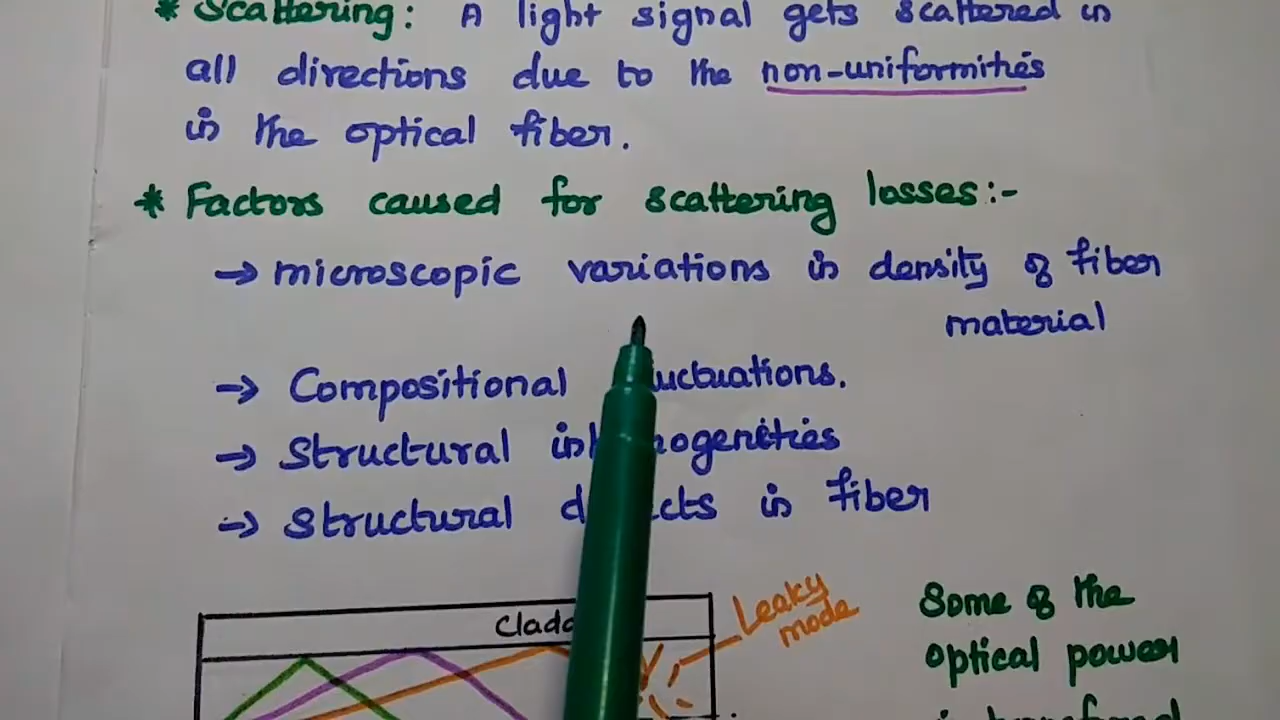 * Scattering: A light signal gets scattered in
all directions due to the non-uniformities
in the optical fiber.
* Factors caused for scattering losses:-
→ microscopic variations in density of fiber
material
→ Compositional
→ Structural
→ Structural in fiber
Leaky
mode
Some of the
optical power